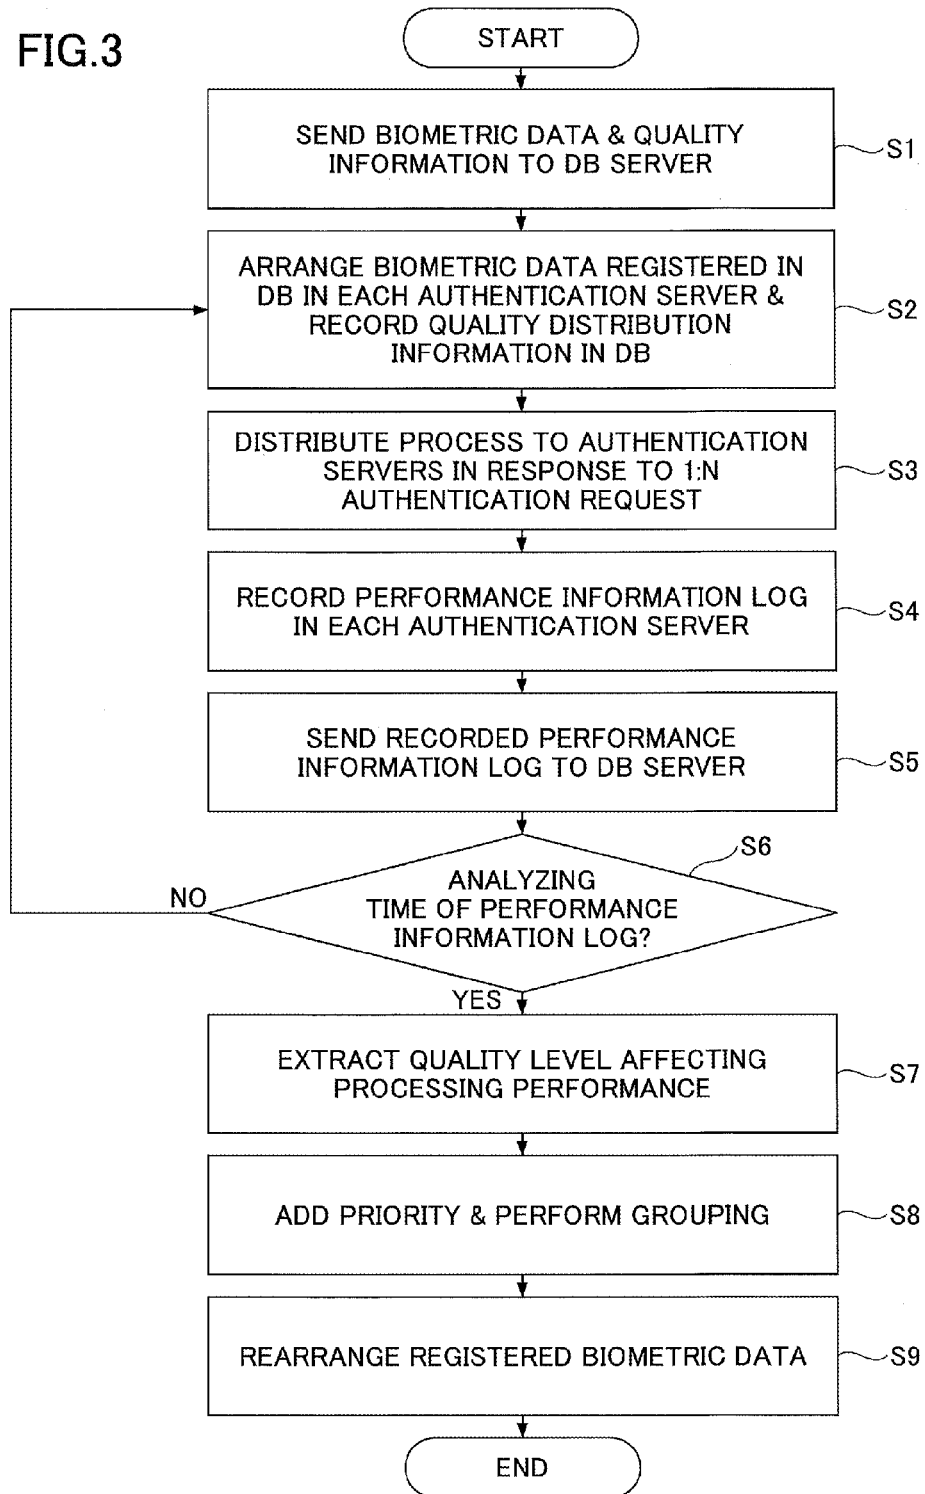 FIG.3
START
SEND BIOMETRIC DATA & QUALITY
INFORMATION TO DB SERVER
S1
ARRANGE BIOMETRIC DATA REGISTERED IN
DB IN EACH AUTHENTICATION SERVER &
RECORD QUALITY DISTRIBUTION
INFORMATION IN DB
S2
DISTRIBUTE PROCESS TO AUTHENTICATION
SERVERS IN RESPONSE TO 1:N
AUTHENTICATION REQUEST
S3
RECORD PERFORMANCE INFORMATION LOG
IN EACH AUTHENTICATION SERVER
S4
SEND RECORDED PERFORMANCE
INFORMATION LOG TO DB SERVER
S5
S6
ANALYZING
TIME OF PERFORMANCE
INFORMATION LOG?
NO
YES
EXTRACT QUALITY LEVEL AFFECTING
PROCESSING PERFORMANCE
S7
ADD PRIORITY & PERFORM GROUPING
S8
REARRANGE REGISTERED BIOMETRIC DATA
S9
END